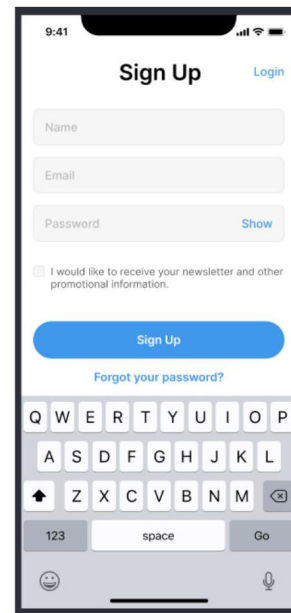 9:41
Sign Up
Login
Name
Email
Password
Show
I would like to receive your newsletter and other
promotional information.
Sign Up
Forgot your password?
Q W E R T Y U I O P
A S D F G H J K L
Z X C V B N M
123 space Go